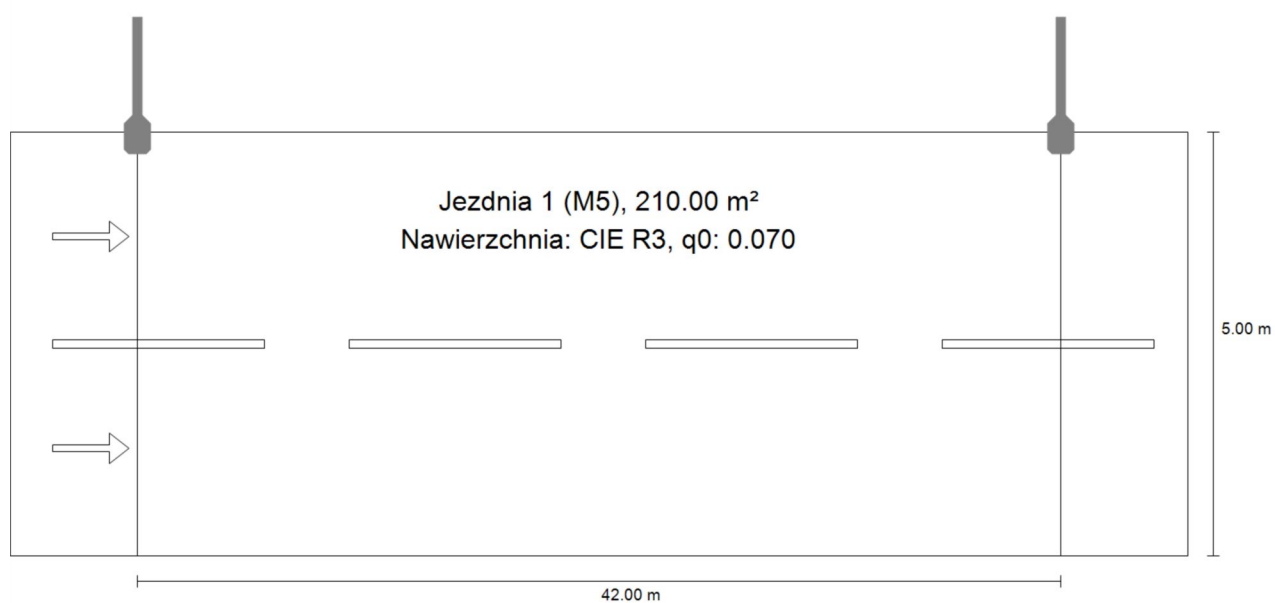 Jezdnia 1 (M5), 210.00 m²
Nawierzchnia: CIE R3, q0: 0.070
5.00 m
42.00 m